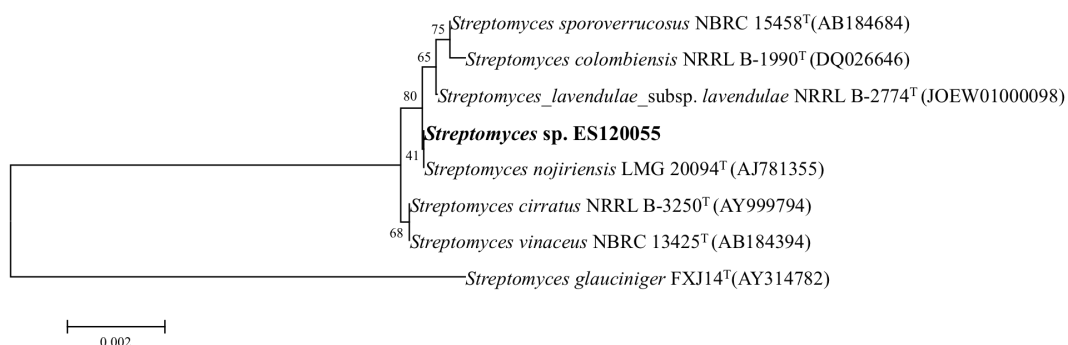 75
Streptomyces sporoverrucosus NBRC 15458T(AB184684)
65
Streptomyces colombiensis NRRL B-1990T (DQ026646)
80
Streptomyces_lavendulae_subsp. lavendulae NRRL B-2774T (JOEW01000098)
Streptomyces sp. ES120055
41
Streptomyces nojiriensis LMG 20094T (AJ781355)
Streptomyces cirratus NRRL B-3250T (AY999794)
68
Streptomyces vinaceus NBRC 13425T (AB184394)
Streptomyces glauciniger FXJ14T(AY314782)
0.002